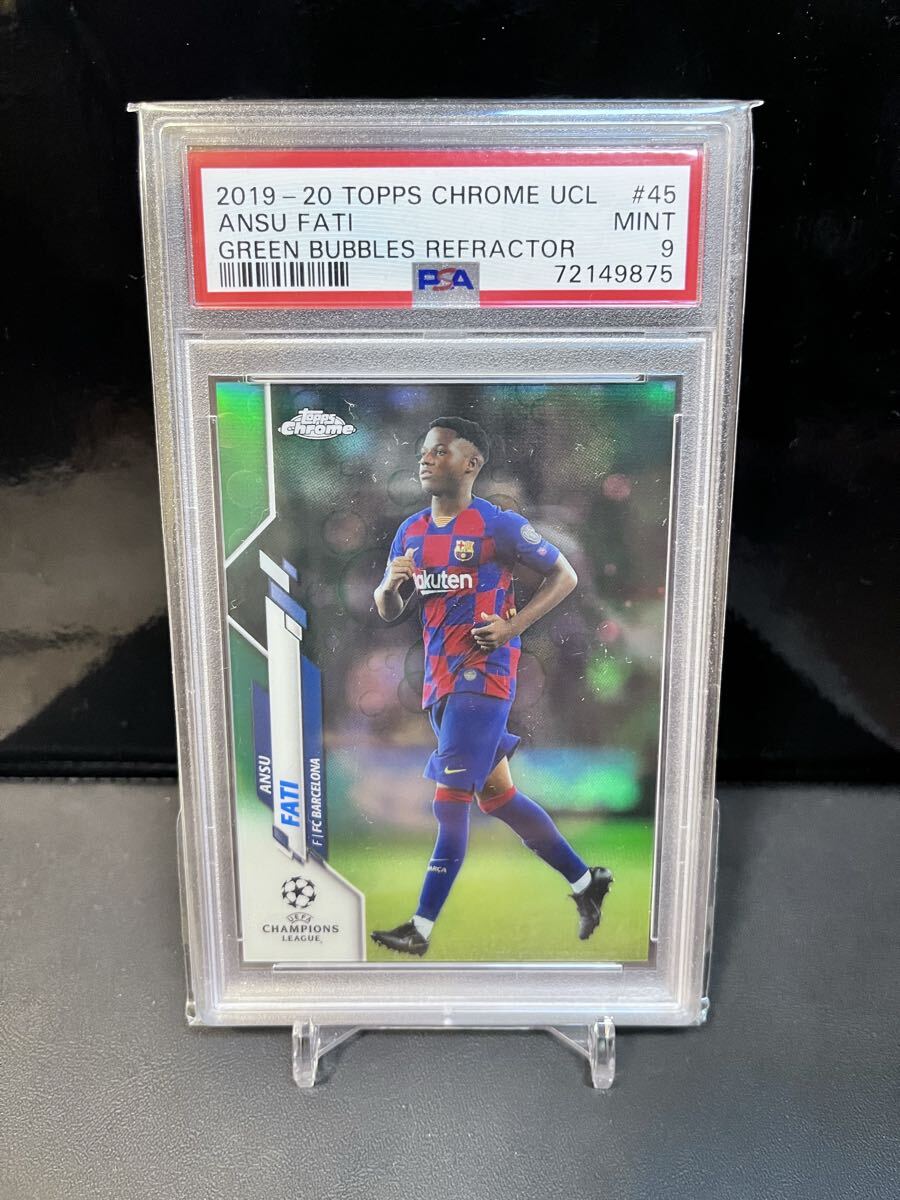 2019-20 TOPPS CHROME UCL #45
ANSU FATI MINT
GREEN BUBBLES REFRACTOR 9
PSA 72149875
Topps
Chrome
Rakuten
ANSU
FATI
F | FC BARCELONA
BARÇA
UEFA
CHAMPIONS
LEAGUE